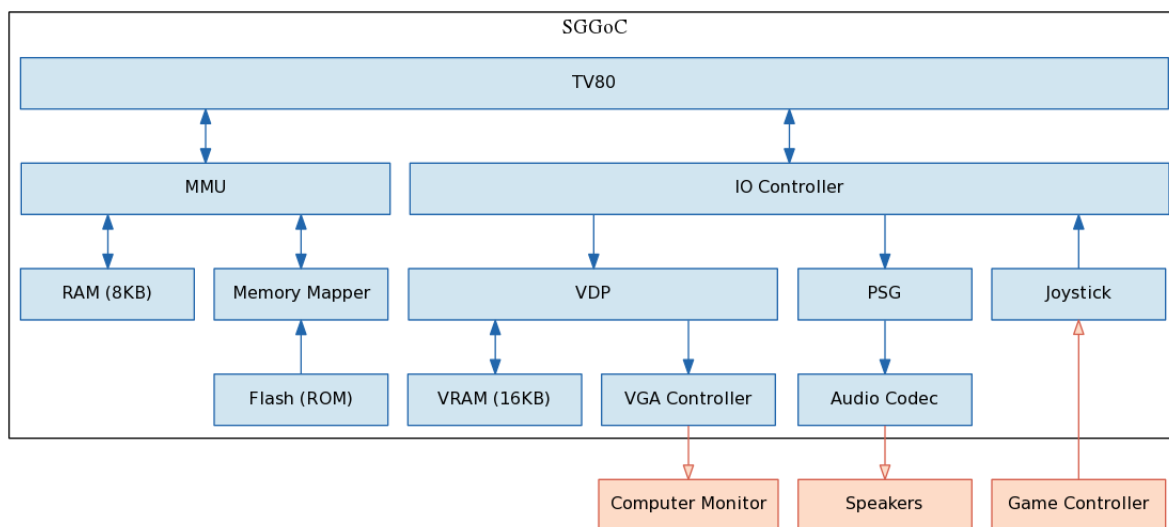 SGGoC
TV80
MMU
IO Controller
RAM (8KB)
Memory Mapper
VDP
PSG
Joystick
Flash (ROM)
VRAM (16KB)
VGA Controller
Audio Codec
Computer Monitor
Speakers
Game Controller